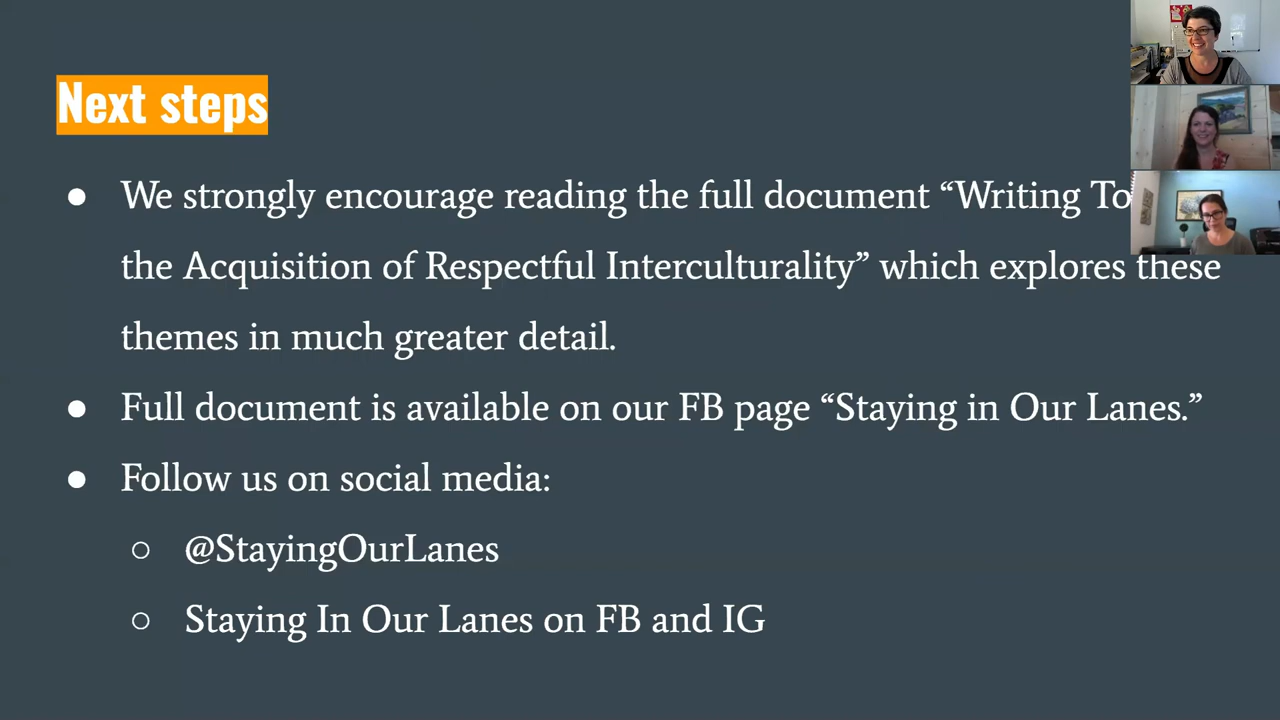 Next steps
● We strongly encourage reading the full document “Writing To
the Acquisition of Respectful Interculturality” which explores these
themes in much greater detail.
● Full document is available on our FB page “Staying in Our Lanes.”
● Follow us on social media:
○ @StayingOurLanes
○ Staying In Our Lanes on FB and IG